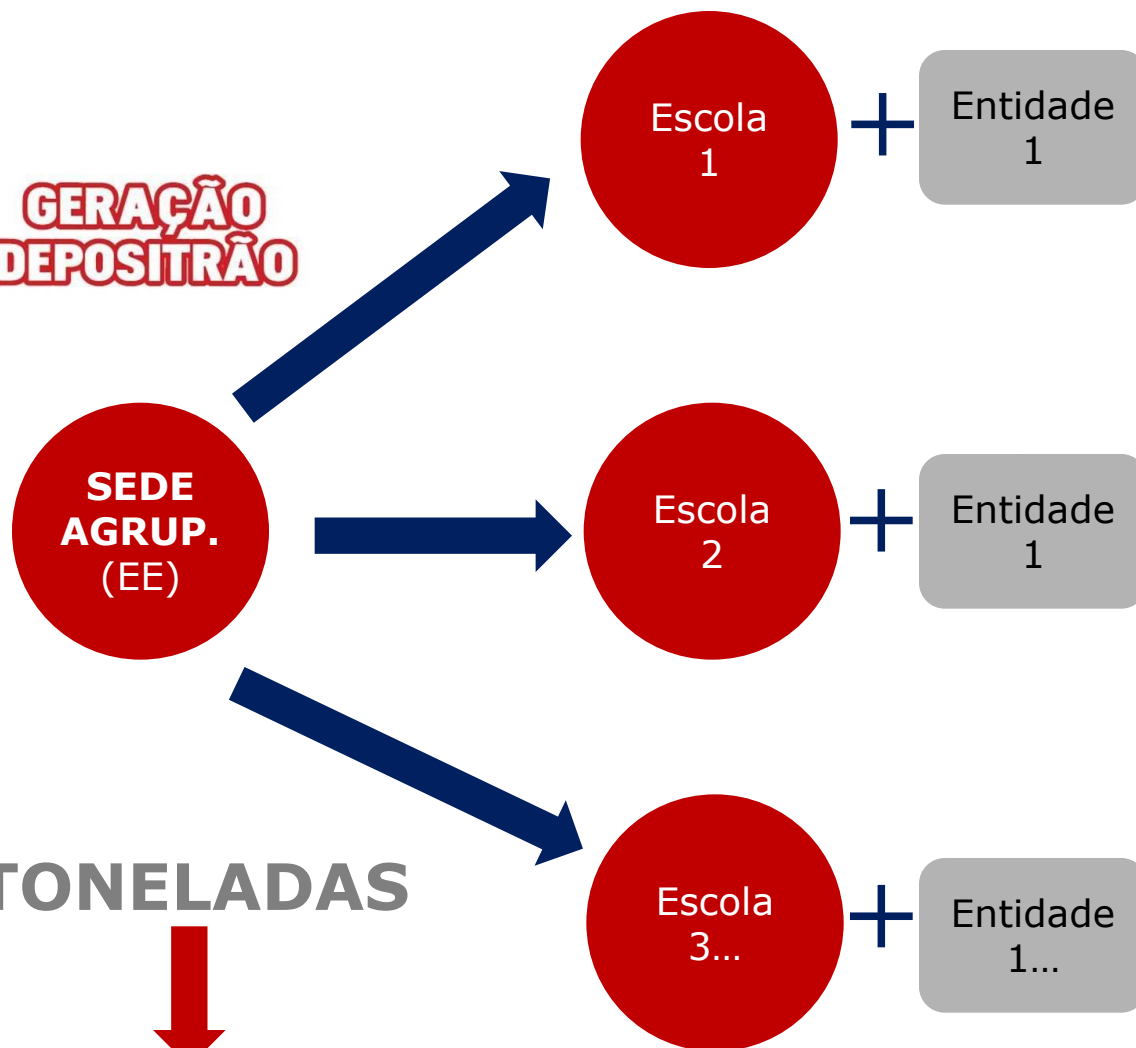 Escola
1
Entidade
1
GERAÇÃO
DEPOSITRÃO
SEDE
AGRUP.
(EE)
Escola
2
Entidade
1
TONELADAS
Escola
3…
Entidade
1…